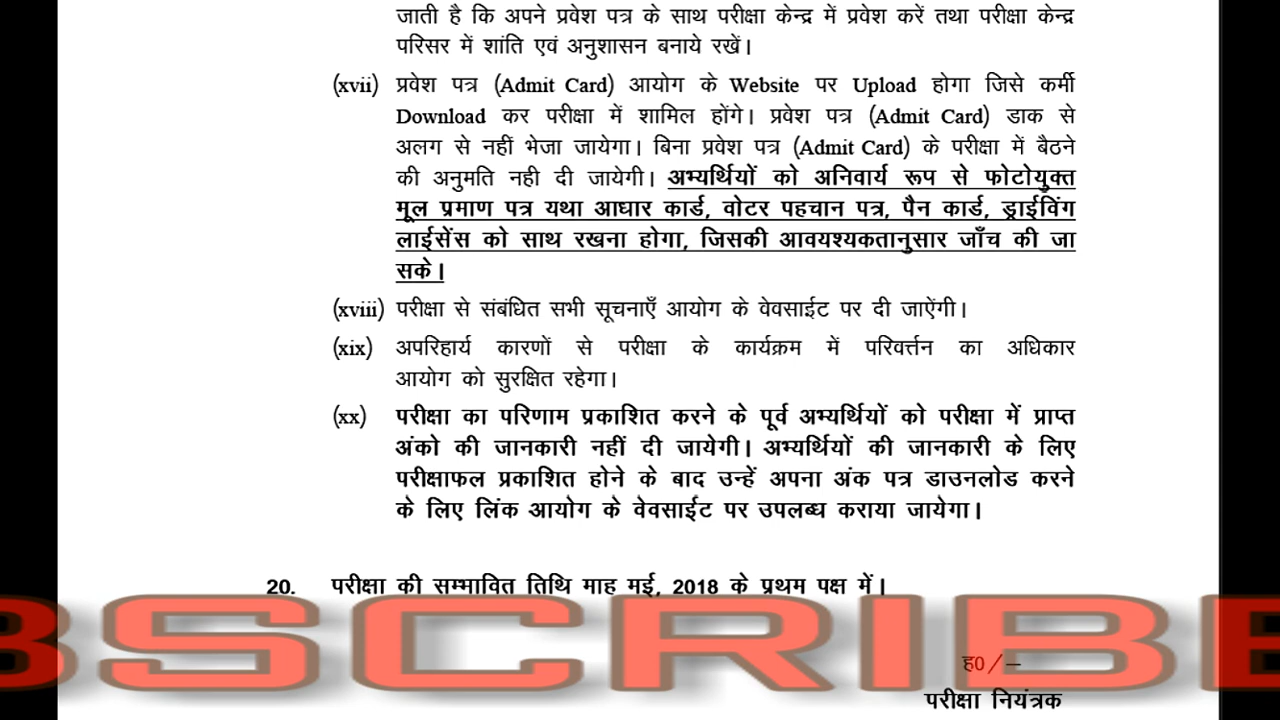 जाती है कि अपने प्रवेश पत्र के साथ परीक्षा केन्द्र में प्रवेश करें तथा परीक्षा केन्द्र
परिसर में शांति एवं अनुशासन बनाये रखें।
(xvii) प्रवेश पत्र (Admit Card) आयोग के Website पर Upload होगा जिसे कर्मी
Download कर परीक्षा में शामिल होंगे। प्रवेश पत्र (Admit Card) डाक से
अलग से नहीं भेजा जायेगा। बिना प्रवेश पत्र (Admit Card) के परीक्षा में बैठने
की अनुमति नही दी जायेगी। अभ्यर्थियों को अनिवार्य रूप से फोटोयुक्त
मूल प्रमाण पत्र यथा आधार कार्ड, वोटर पहचान पत्र, पैन कार्ड, ड्राईविंग
लाईसेंस को साथ रखना होगा, जिसकी आवयश्यकतानुसार जाँच की जा
सके।
(xviii) परीक्षा से संबंधित सभी सूचनाएँ आयोग के वेवसाईट पर दी जाऐंगी।
(xix) अपरिहार्य कारणों से परीक्षा के कार्यक्रम में परिवर्त्तन का अधिकार
आयोग को सुरक्षित रहेगा।
(xx) परीक्षा का परिणाम प्रकाशित करने के पूर्व अभ्यर्थियों को परीक्षा में प्राप्त
अंको की जानकारी नहीं दी जायेगी। अभ्यर्थियों की जानकारी के लिए
परीक्षाफल प्रकाशित होने के बाद उन्हें अपना अंक पत्र डाउनलोड करने
के लिए लिंक आयोग के वेवसाईट पर उपलब्ध कराया जायेगा।
20. परीक्षा की सम्भावित तिथि माह मई, 2018 के प्रथम पक्ष में।
BSCRIBE
ह0/–
परीक्षा नियंत्रक